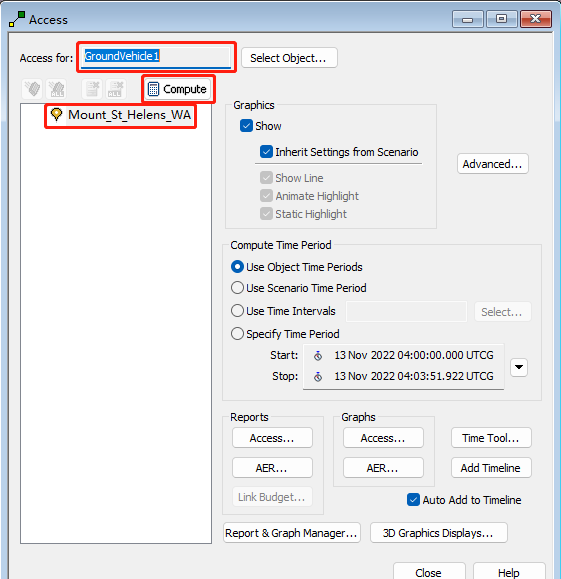 Access
Access for: GroundVehicle1 Select Object...
ALL ALL Compute
Mount_St_Helens_WA
Graphics
Show
Inherit Settings from Scenario
Show Line
Animate Highlight
Static Highlight
Advanced...
Compute Time Period
Use Object Time Periods
Use Scenario Time Period
Use Time Intervals Select...
Specify Time Period
Start: 13 Nov 2022 04:00:00.000 UTCG
Stop: 13 Nov 2022 04:03:51.922 UTCG
Reports Graphs
Access... Access... Time Tool...
AER... AER... Add Timeline
Link Budget... Auto Add to Timeline
Report & Graph Manager... 3D Graphics Displays...
Close Help